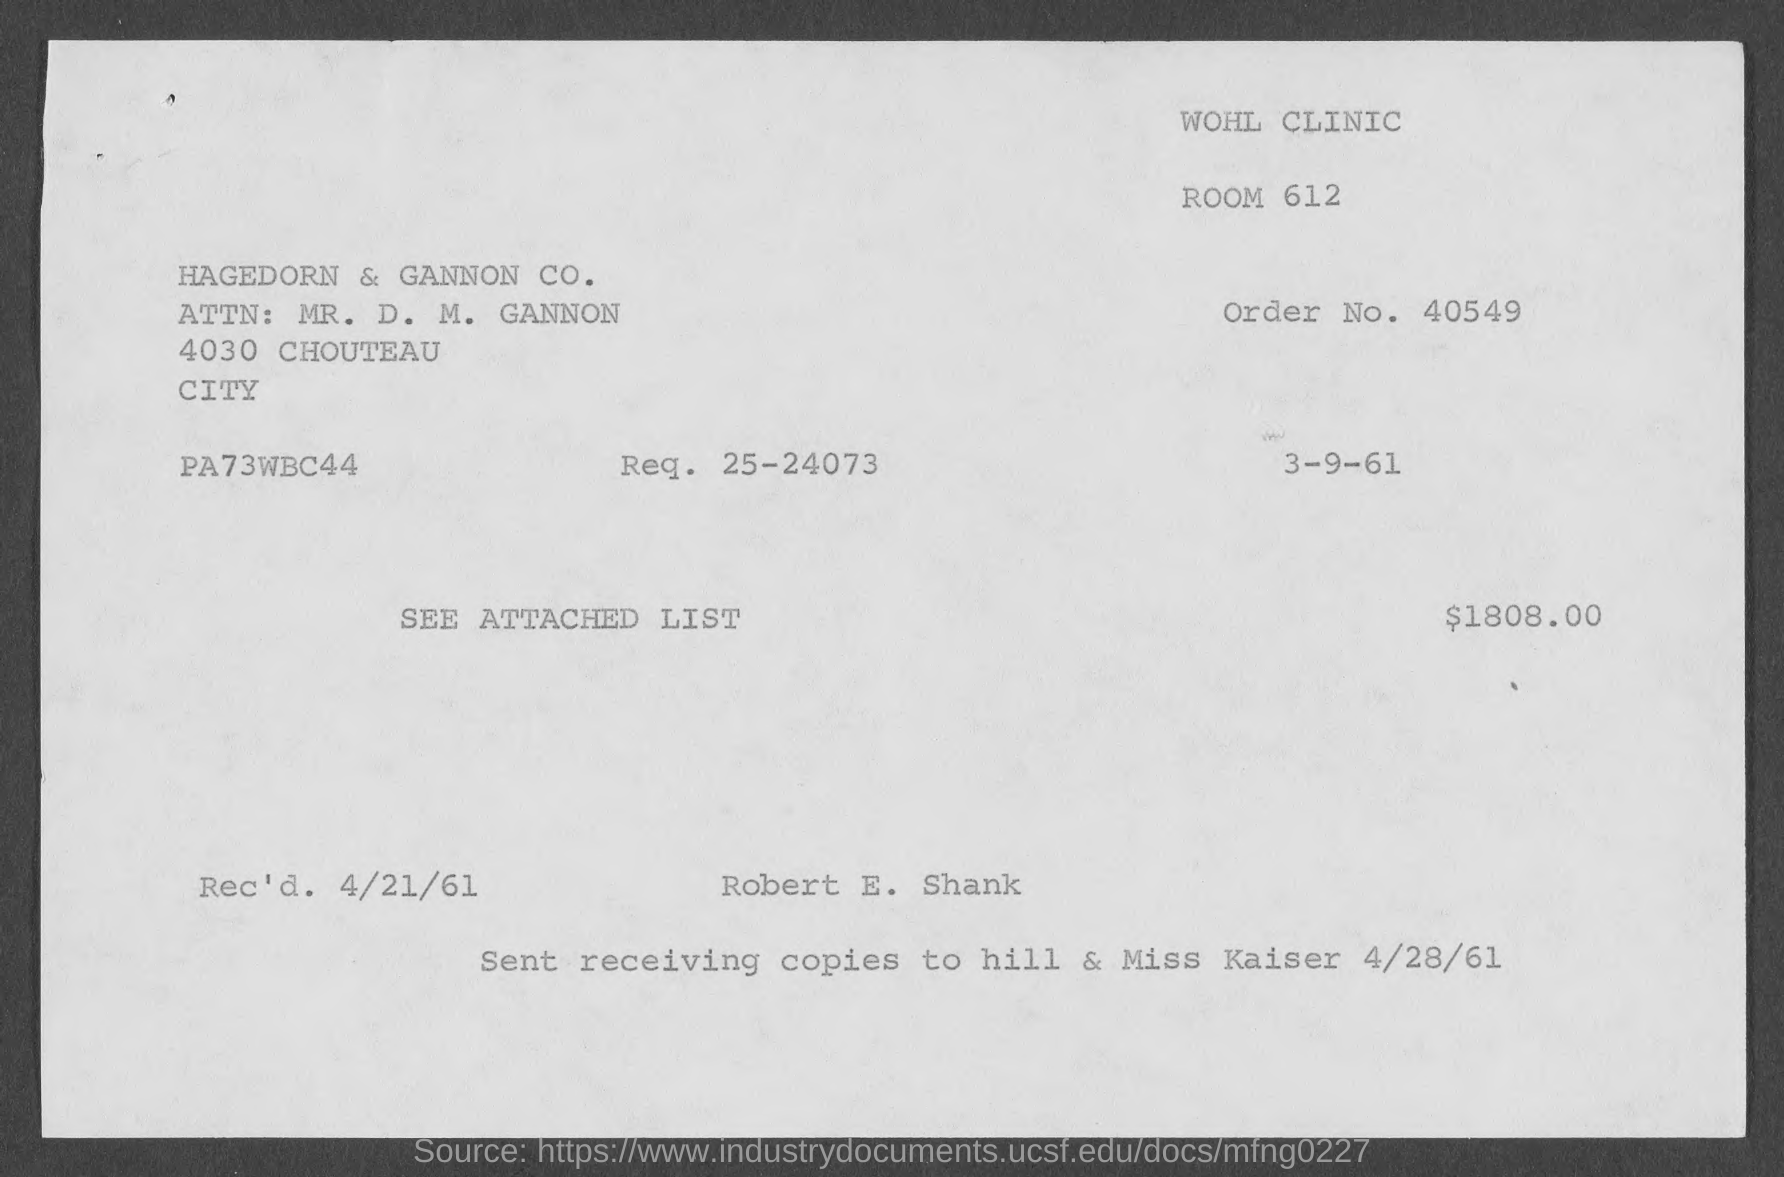 WOHL CLINIC
ROOM 612
HAGEDORN & GANNON CO.
ATTN: MR. D. M. GANNON
4030 CHOUTEAU
CITY
Order No. 40549
PA73WBC44 Req. 25-24073 3-9-61
SEE ATTACHED LIST $1808.00
Rec'd. 4/21/61 Robert E. Shank
Sent receiving copies to hill & Miss Kaiser 4/28/61
Source: https://www.industrydocuments.ucsf.edu/docs/mfng0227